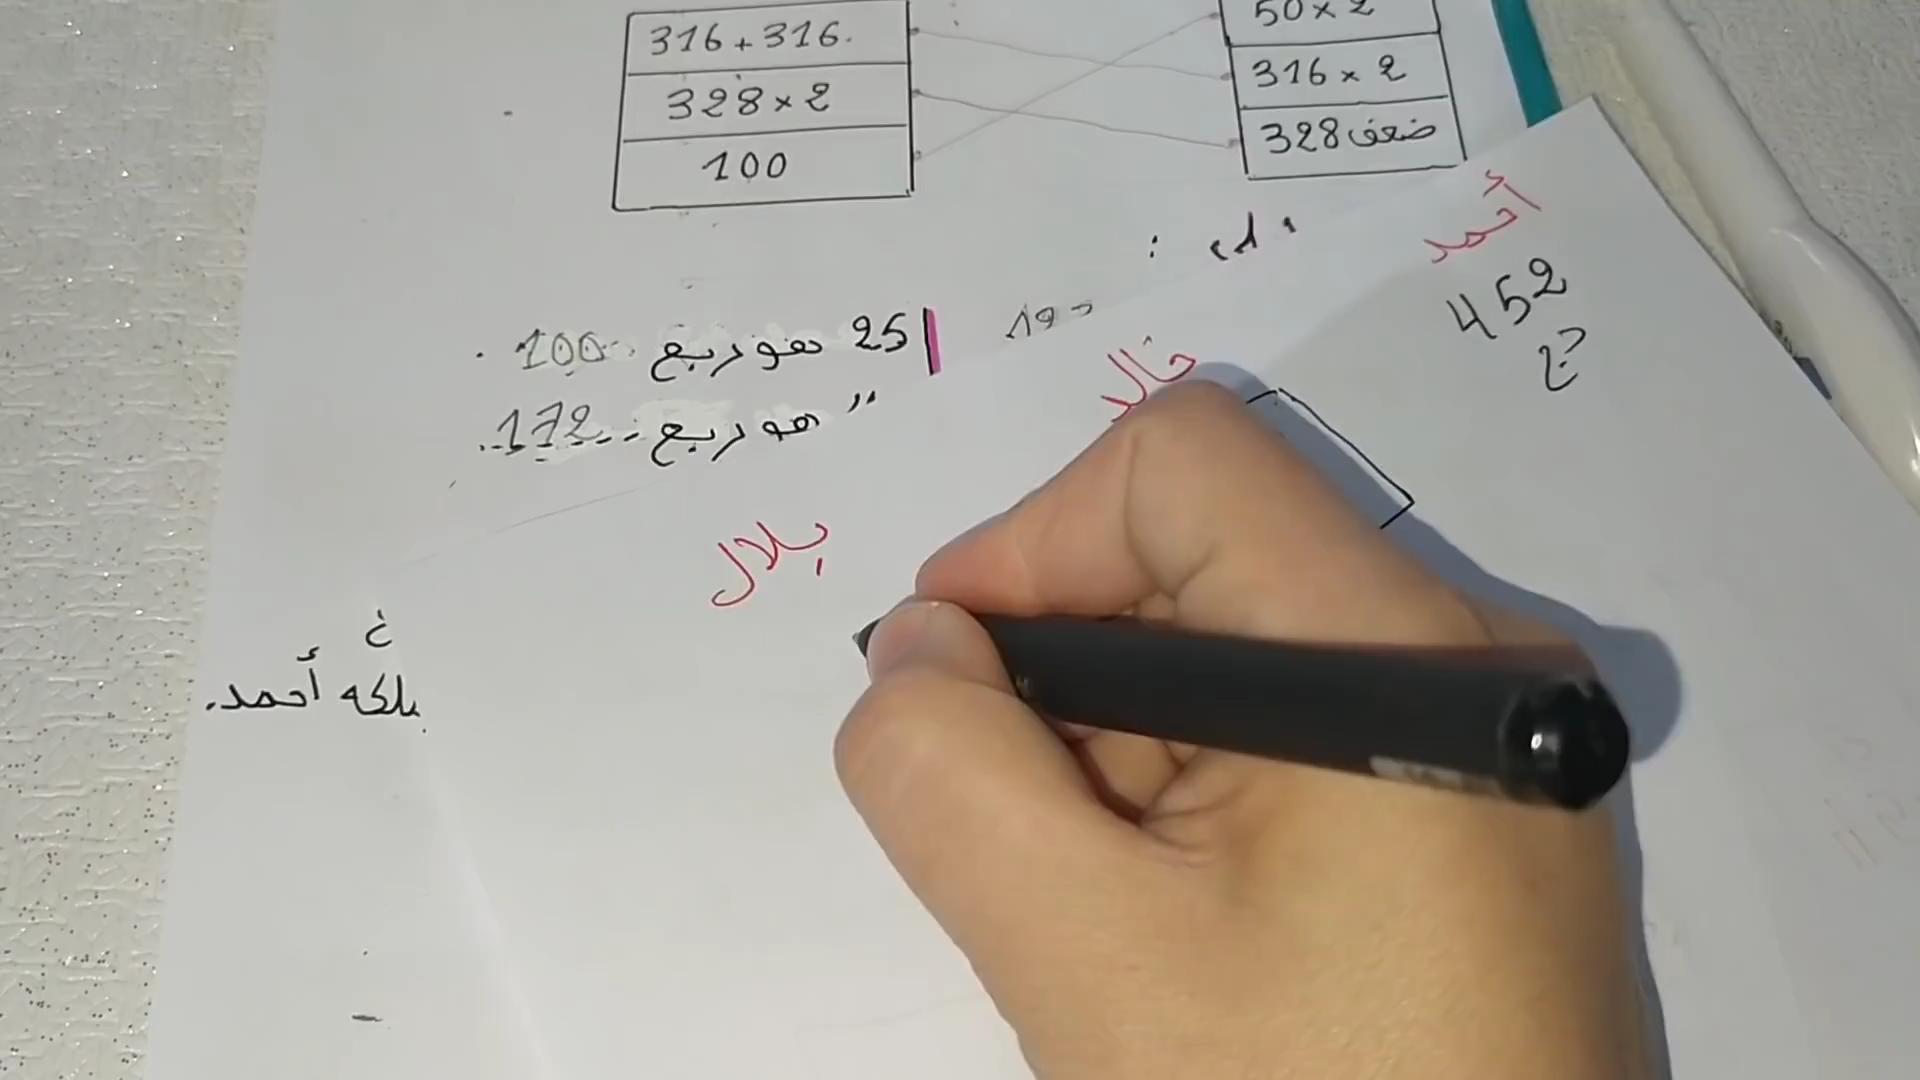 316 + 316.
328 × 2
100
50 × 2
316 × 2
ضعف 328
أحمد
452 دج
25 هو ربع 100
هو ربع 172
خالد
بلال
يملكه أحمد.